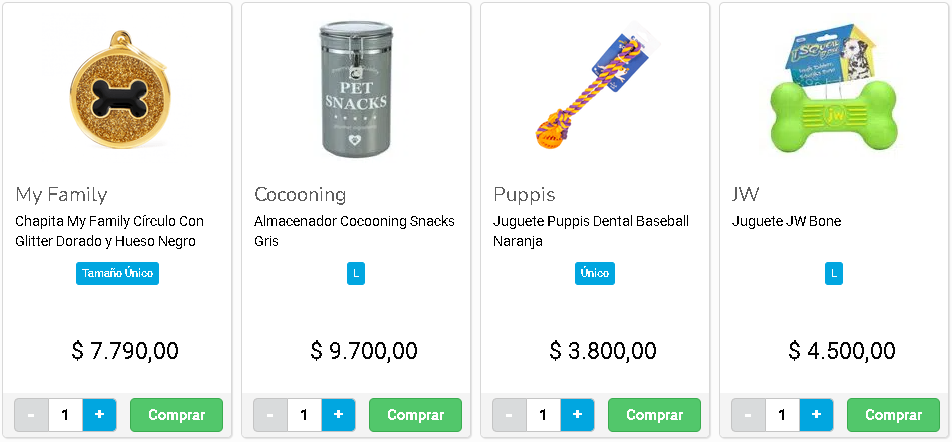 My Family
Chapita My Family Círculo Con
Glitter Dorado y Hueso Negro
Tamaño Único
$ 7.790,00
- 1 + Comprar
PET
SNACKS
Cocooning
Almacenador Cocooning Snacks
Gris
L
$ 9.700,00
- 1 + Comprar
Puppis
Juguete Puppis Dental Baseball
Naranja
Único
$ 3.800,00
- 1 + Comprar
JW
JW
Juguete JW Bone
L
$ 4.500,00
- 1 + Comprar